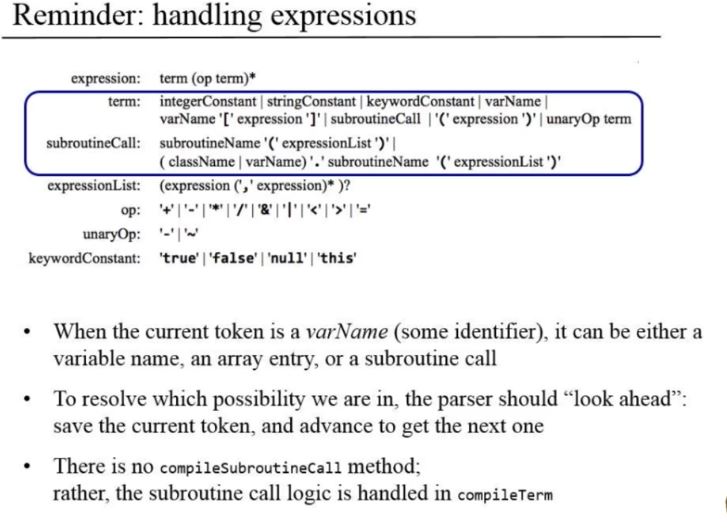 Reminder: handling expressions
expression: term (op term)*
term: integerConstant | stringConstant | keywordConstant | varName |
varName '[' expression ']' | subroutineCall | '(' expression ')' | unaryOp term
subroutineCall: subroutineName '(' expressionList ')' |
( className | varName) '.' subroutineName '(' expressionList ')'
expressionList: (expression (',' expression)* )?
op: '+' | '-' | '*' | '/' | '&' | '|' | '<' | '>' | '='
unaryOp: '-' | '~'
keywordConstant: 'true' | 'false' | 'null' | 'this'
• When the current token is a varName (some identifier), it can be either a
variable name, an array entry, or a subroutine call
• To resolve which possibility we are in, the parser should “look ahead”:
save the current token, and advance to get the next one
• There is no compileSubroutineCall method;
rather, the subroutine call logic is handled in compileTerm